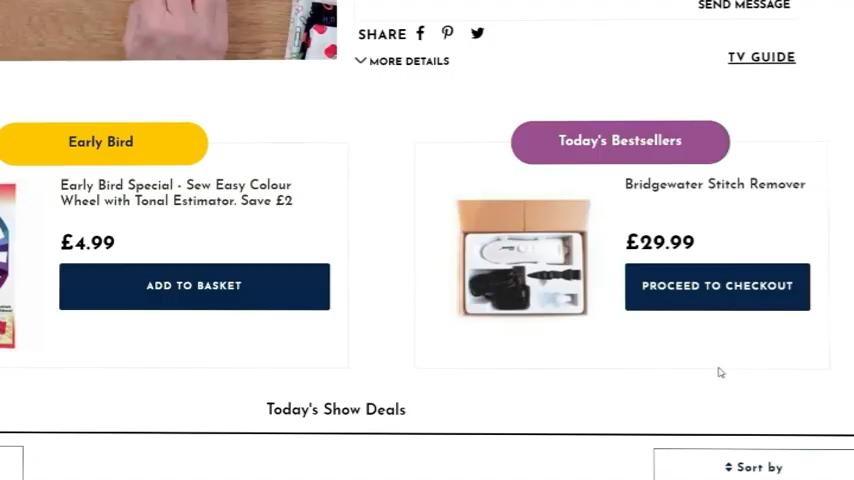 SEND MESSAGE
SHARE
MORE DETAILS
TV GUIDE
Early Bird
Early Bird Special - Sew Easy Colour
Wheel with Tonal Estimator. Save £2
£4.99
ADD TO BASKET
Today's Bestsellers
Bridgewater Stitch Remover
£29.99
PROCEED TO CHECKOUT
Today's Show Deals
Sort by